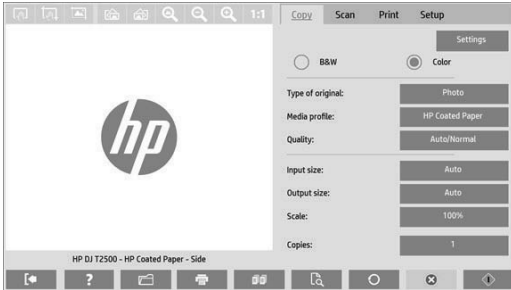 1:1
Copy Scan Print Setup
Settings
B&W Color
Type of original: Photo
Media profile: HP Coated Paper
Quality: Auto/Normal
Input size: Auto
Output size: Auto
Scale: 100%
Copies: 1
hp
HP DJ T2500 - HP Coated Paper - Side
?